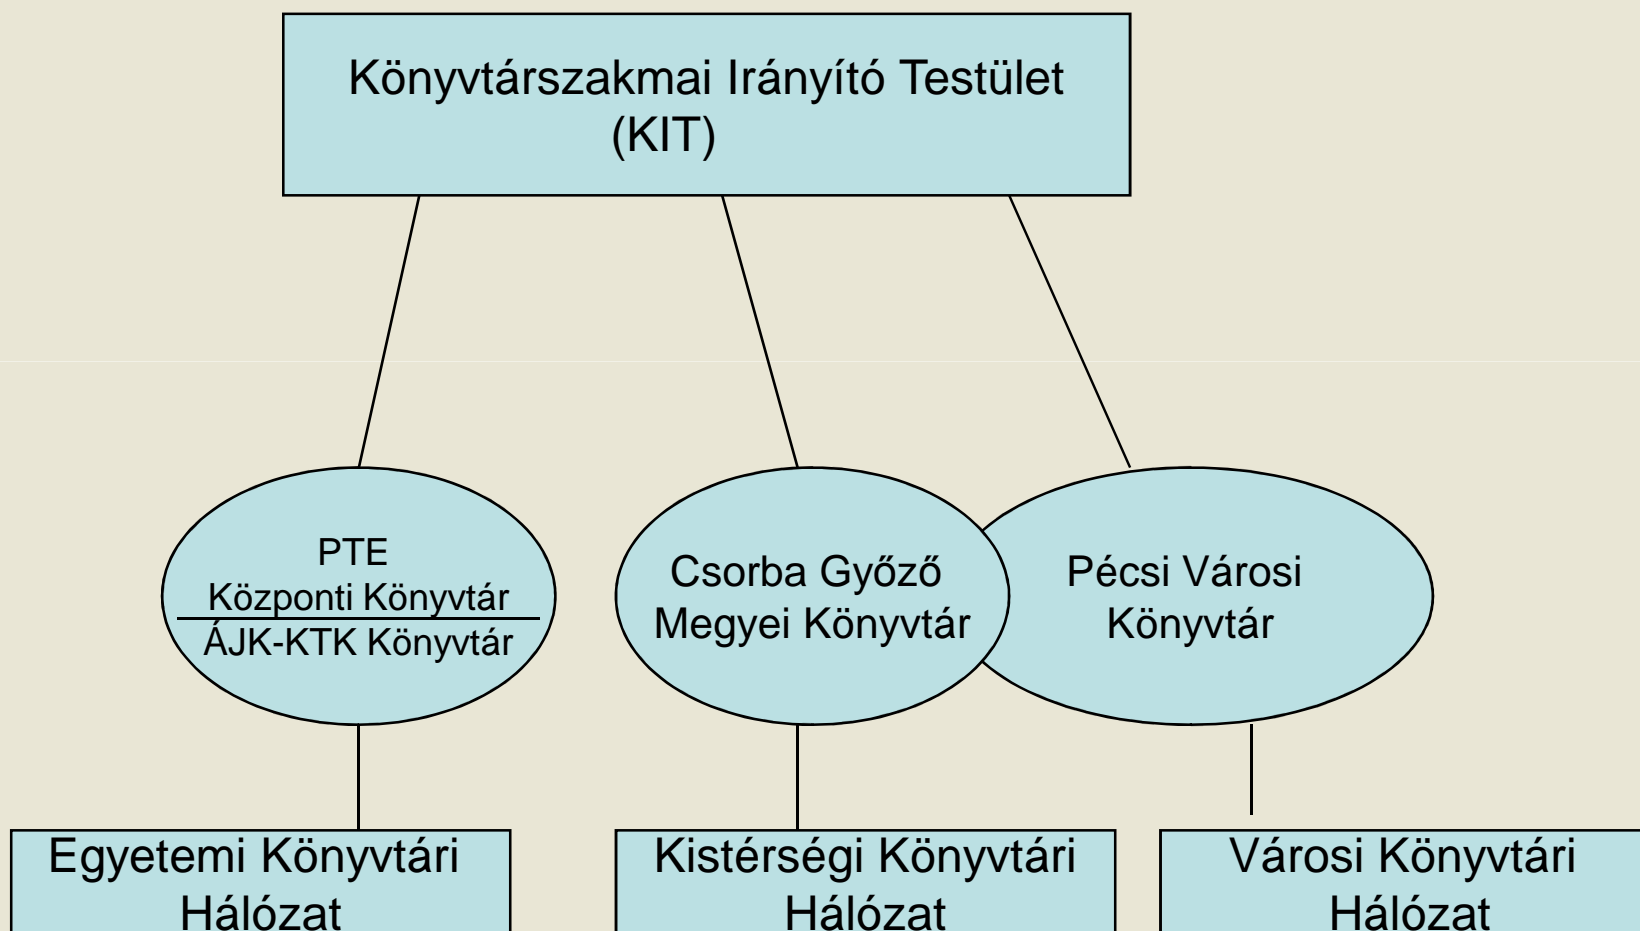 Könyvtárszakmai Irányító Testület
(KIT)
PTE
Központi Könyvtár
ÁJK-KTK Könyvtár
Csorba Győző
Megyei Könyvtár
Pécsi Városi
Könyvtár
Egyetemi Könyvtári
Hálózat
Kistérségi Könyvtári
Hálózat
Városi Könyvtári
Hálózat